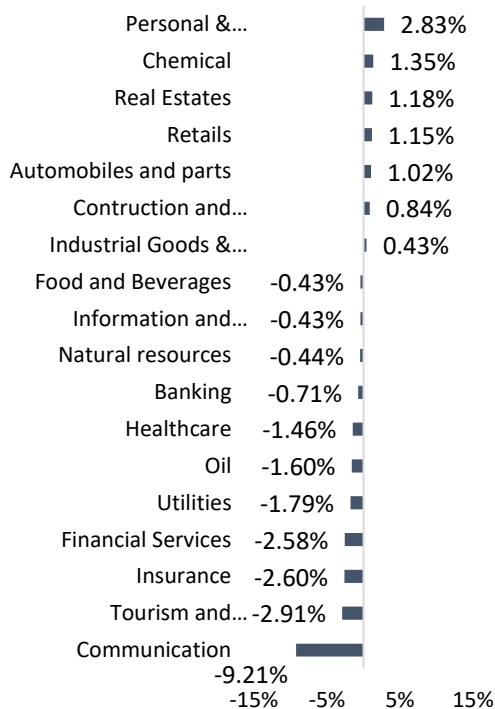 Personal &... 2.83%
Chemical 1.35%
Real Estates 1.18%
Retails 1.15%
Automobiles and parts 1.02%
Contruction and... 0.84%
Industrial Goods &... 0.43%
Food and Beverages -0.43%
Information and... -0.43%
Natural resources -0.44%
Banking -0.71%
Healthcare -1.46%
Oil -1.60%
Utilities -1.79%
Financial Services -2.58%
Insurance -2.60%
Tourism and... -2.91%
Communication
-9.21%
-15% -5% 5% 15%